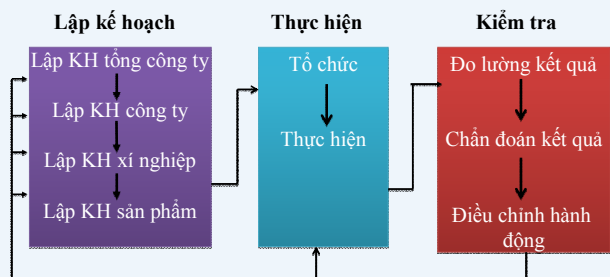 Lập kế hoạch
Lập KH tổng công ty
Lập KH công ty
Lập KH xí nghiệp
Lập KH sản phẩm
Thực hiện
Tổ chức
Thực hiện
Kiểm tra
Đo lường kết quả
Chẩn đoán kết quả
Điều chỉnh hành
động